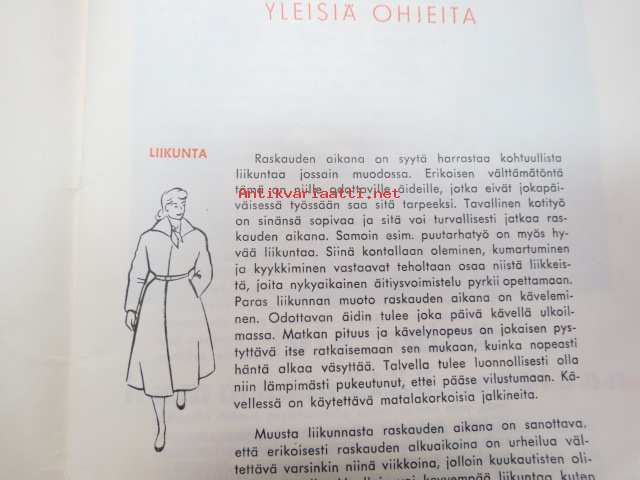 YLEISIÄ OHJEITA
LIIKUNTA
Raskauden aikana on syytä harrastaa kohtuullista
liikuntaa jossain muodossa. Erikoisen välttämätöntä
tämä on niille odottaville äideille, jotka eivät jokapäi-
väisessä työssään saa sitä tarpeeksi. Tavallinen kotityö
on sinänsä sopivaa ja sitä voi turvallisesti jatkaa ras-
kauden aikana. Samoin esim. puutarhatyö on myös hy-
vää liikuntaa. Siinä kontallaan oleminen, kumartuminen
ja kyykkiminen vastaavat teholtaan osaa niistä liikkeis-
tä, joita nykyaikainen äitiysvoimistelu pyrkii opettamaan.
Paras liikunnan muoto raskauden aikana on kävelemi-
nen. Odottavan äidin tulee joka päivä kävellä ulkoil-
massa. Matkan pituus ja kävelynopeus on jokaisen pys-
tyttävä itse ratkaisemaan sen mukaan, kuinka nopeasti
häntä alkaa väsyttää. Talvella tulee luonnollisesti olla
niin lämpimästi pukeutunut, ettei pääse vilustumaan. Kä-
vellessä on käytettävä matalakorkoisia jalkineita.
Muusta liikunnasta raskauden aikana on sanottava,
että erikoisesti raskauden alkuaikoina on urheilua väl-
tettävä varsinkin niinä viikkoina, jolloin kuukautisten oli-
voi kevyempää liikuntaa, kuten
Antikvariaatti.net